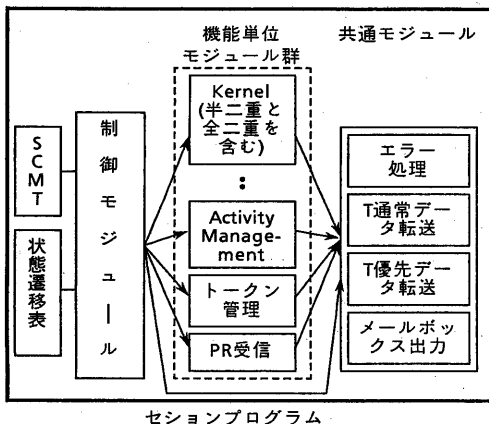 機能単位
モジュール群
共通モジュール
SCMT
状態遷移表
制御モジュール
Kernel
(半二重と
全二重を
含む)
:
Activity
Manage-
ment
トークン
管理
PR受信
エラー
処理
T通常デー
タ転送
T優先デー
タ転送
メールボッ
クス出力
セションプログラム